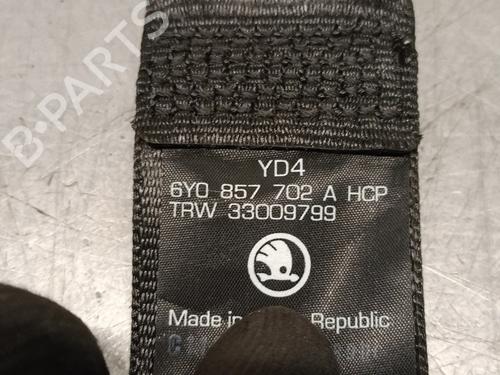 B-PARTS
YD4
6Y0 857 702 A HCP
TRW 33009799
Made in Republic